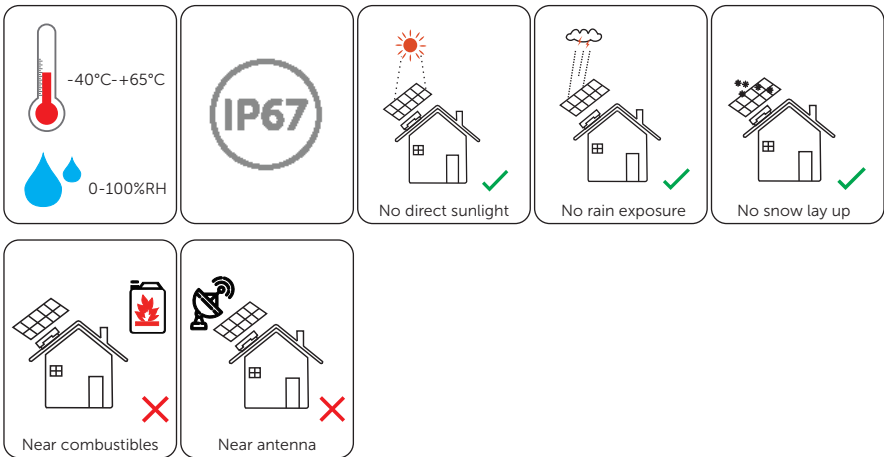 -40°C-+65°C
0-100%RH
IP67
No direct sunlight
No rain exposure
No snow lay up
Near combustibles
Near antenna